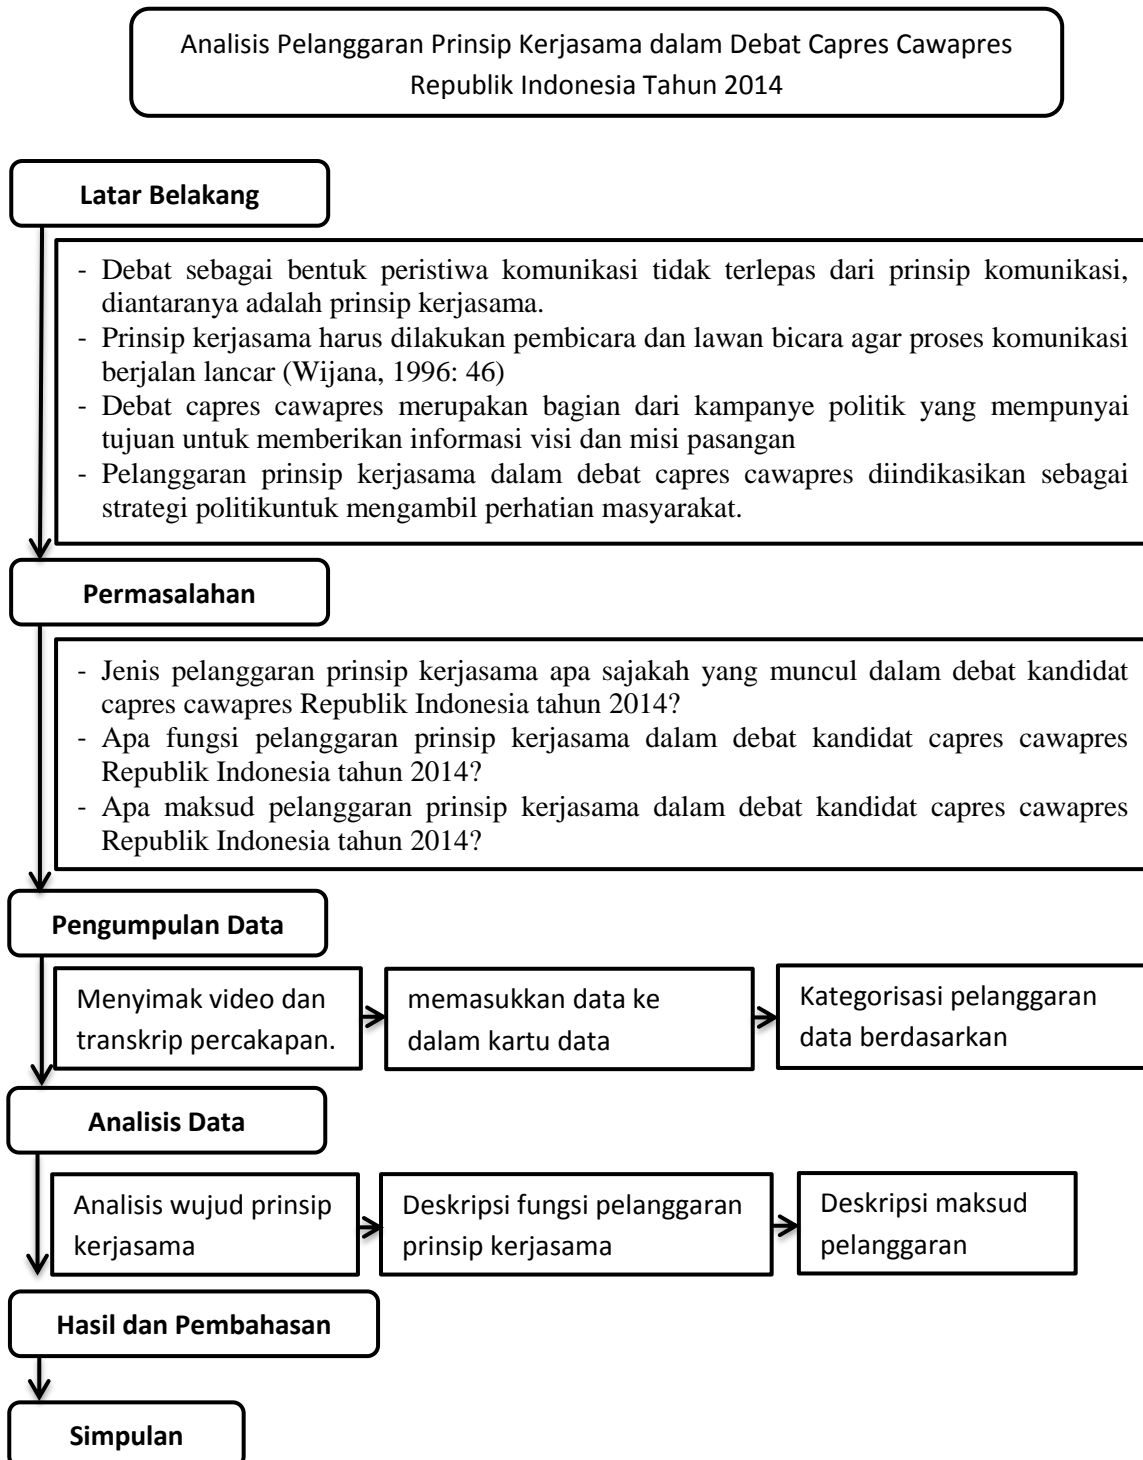 Analisis Pelanggaran Prinsip Kerjasama dalam Debat Capres Cawapres
Republik Indonesia Tahun 2014
Latar Belakang
- Debat sebagai bentuk peristiwa komunikasi tidak terlepas dari prinsip komunikasi,
diantaranya adalah prinsip kerjasama.
- Prinsip kerjasama harus dilakukan pembicara dan lawan bicara agar proses komunikasi
berjalan lancar (Wijana, 1996: 46)
- Debat capres cawapres merupakan bagian dari kampanye politik yang mempunyai
tujuan untuk memberikan informasi visi dan misi pasangan
- Pelanggaran prinsip kerjasama dalam debat capres cawapres diindikasikan sebagai
strategi politikuntuk mengambil perhatian masyarakat.
Permasalahan
- Jenis pelanggaran prinsip kerjasama apa sajakah yang muncul dalam debat kandidat
capres cawapres Republik Indonesia tahun 2014?
- Apa fungsi pelanggaran prinsip kerjasama dalam debat kandidat capres cawapres
Republik Indonesia tahun 2014?
- Apa maksud pelanggaran prinsip kerjasama dalam debat kandidat capres cawapres
Republik Indonesia tahun 2014?
Pengumpulan Data
Menyimak video dan
transkrip percakapan.
memasukkan data ke
dalam kartu data
Kategorisasi pelanggaran
data berdasarkan
Analisis Data
Analisis wujud prinsip
kerjasama
Deskripsi fungsi pelanggaran
prinsip kerjasama
Deskripsi maksud
pelanggaran
Hasil dan Pembahasan
Simpulan